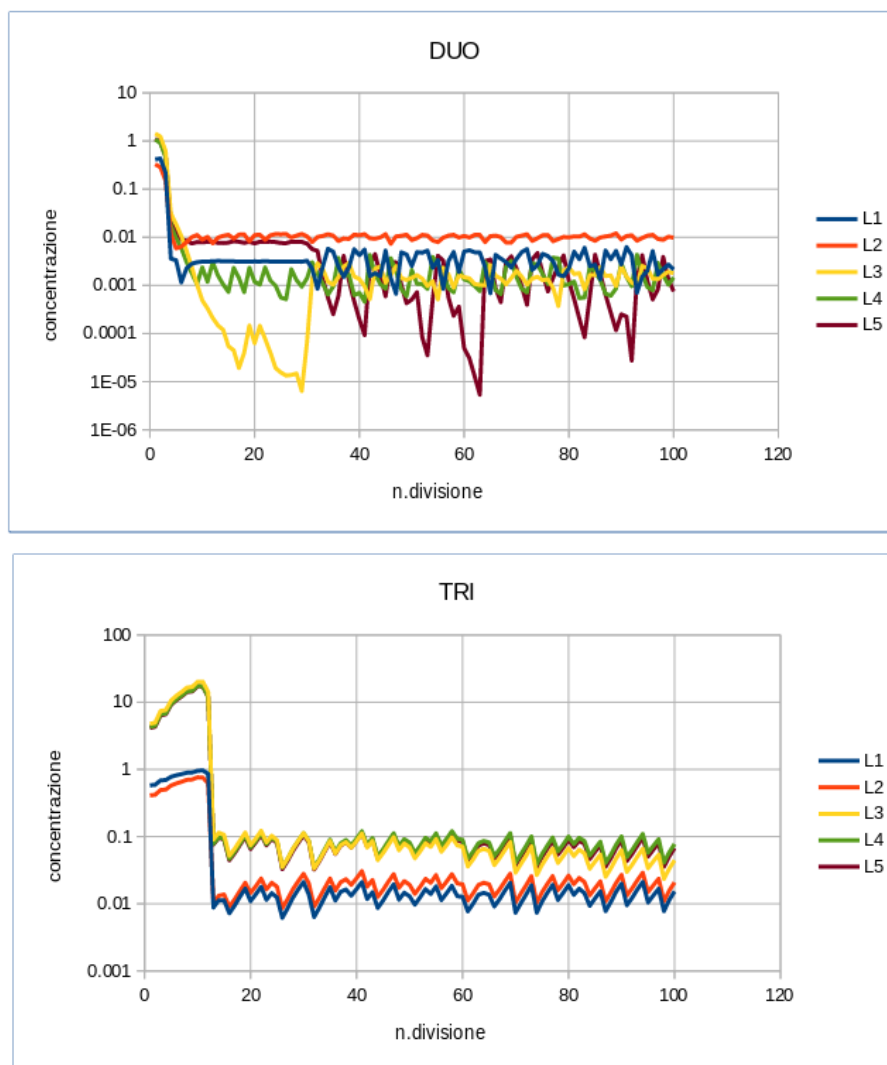 DUO
10
1
0.1
0.01
0.001
0.0001
1E-05
1E-06
0 20 40 60 80 100 120
concentrazione
n.divisione
L1
L2
L3
L4
L5
TRI
100
10
1
0.1
0.01
0.001
0 20 40 60 80 100 120
concentrazione
n.divisione
L1
L2
L3
L4
L5